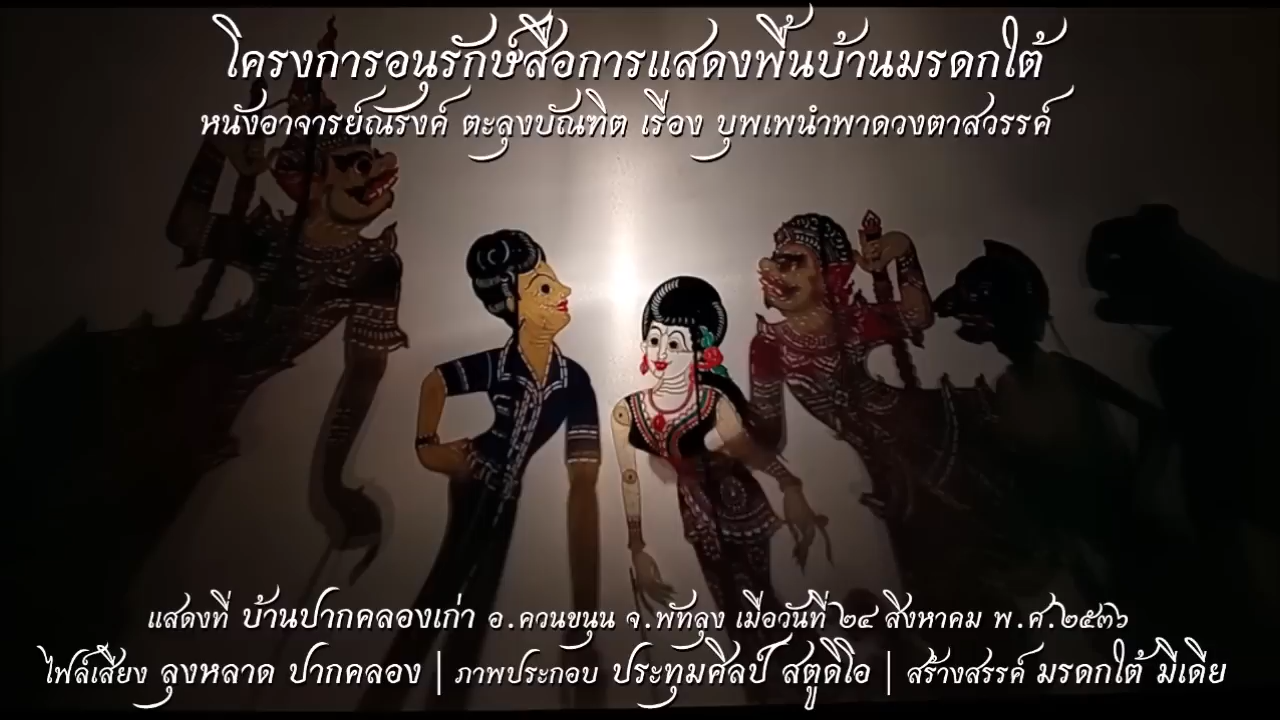 โครงการอนุรักษ์สื่อการแสดงพื้นบ้านมรดกใต้
หนังอาจารย์ณรงค์ ตะลุงบัณฑิต เรื่อง บุพเพนำพาดวงตาสวรรค์
แสดงที่ บ้านปากคลองเก่า อ.ควนขนุน จ.พัทลุง เมื่อวันที่ ๒๔ สิงหาคม พ.ศ.๒๕๓๖
ไฟล์เสียง ลุงหลาด ปากคลอง | ภาพประกอบ ประทุมศิลป์ สตูดิโอ | สร้างสรรค์ มรดกใต้ มีเดีย